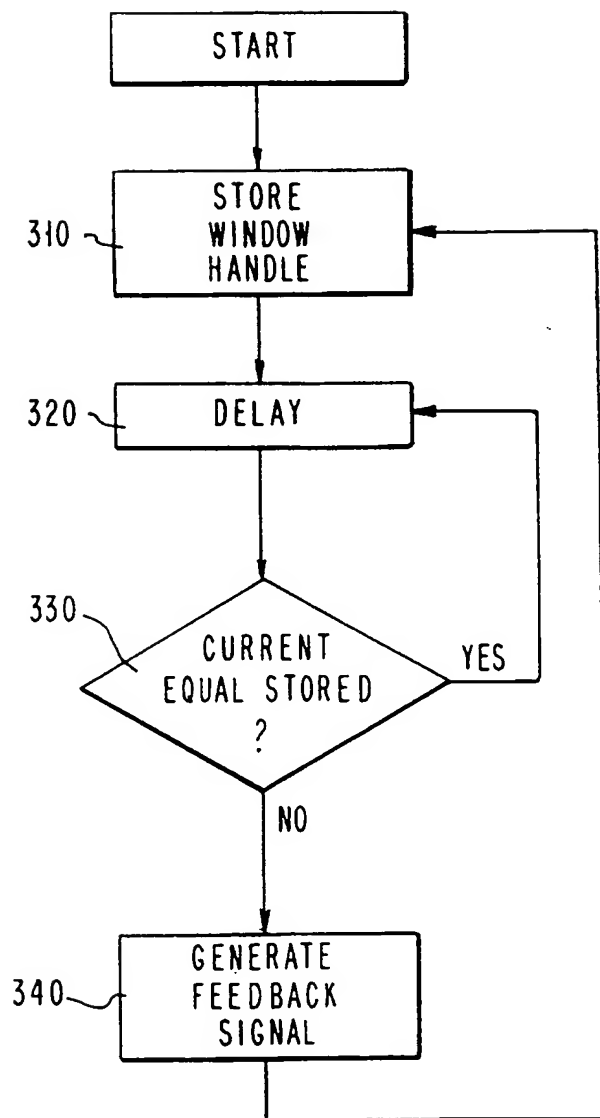 START
310
STORE
WINDOW
HANDLE
320
DELAY
330
CURRENT
EQUAL STORED
?
YES
NO
340
GENERATE
FEEDBACK
SIGNAL